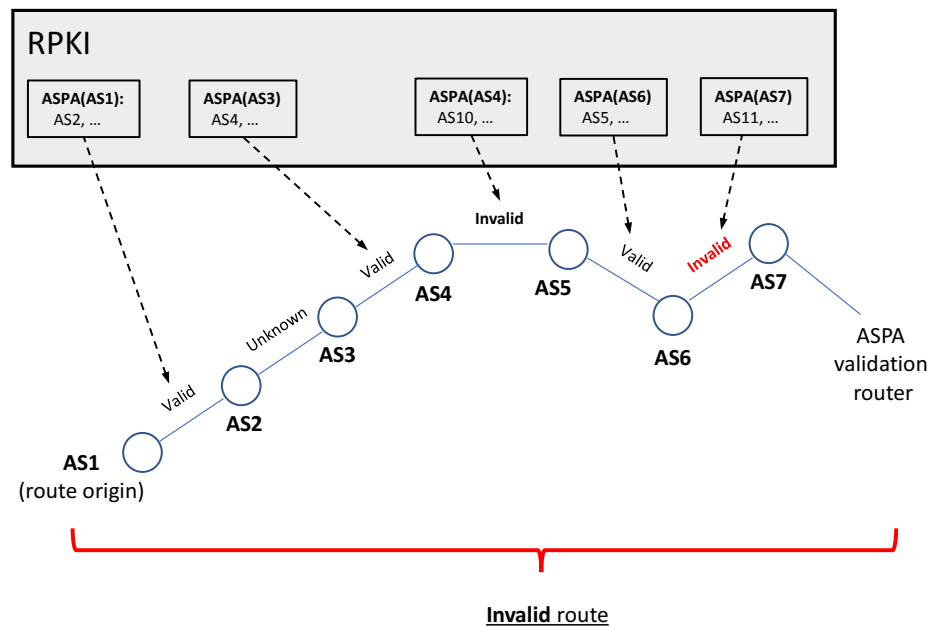 RPKI
ASPA(AS1):
AS2, ...
ASPA(AS3)
AS4, ...
ASPA(AS4):
AS10, ...
ASPA(AS6)
AS5, ...
ASPA(AS7)
AS11, ...
Valid
Unknown
Valid
Invalid
Valid
Invalid
AS1
(route origin)
AS2
AS3
AS4
AS5
AS6
AS7
ASPA
validation
router
Invalid route